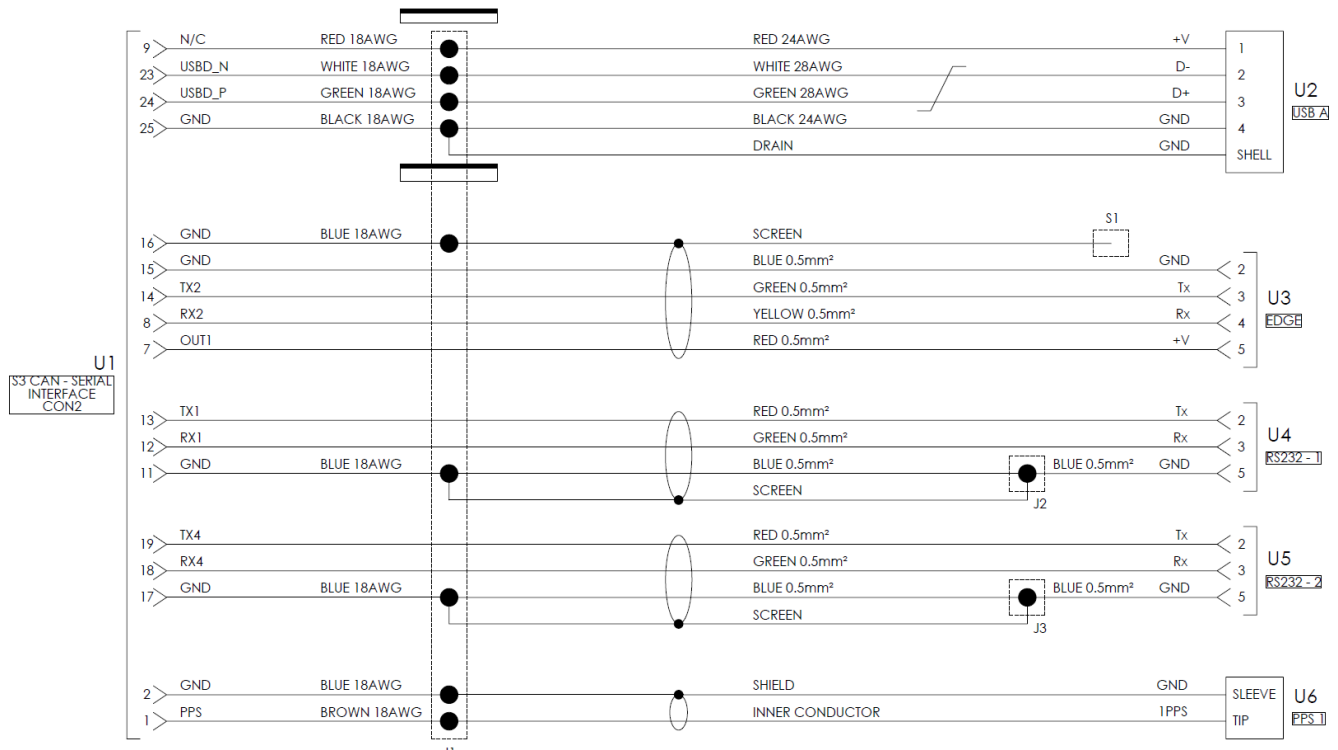 9 N/C RED 18AWG RED 24AWG +V 1
23 USBD_N WHITE 18AWG WHITE 28AWG D- 2
24 USBD_P GREEN 18AWG GREEN 28AWG D+ 3
U2
USB A
25 GND BLACK 18AWG BLACK 24AWG GND 4
DRAIN GND SHELL
S1
16 GND BLUE 18AWG SCREEN
15 GND BLUE 0.5mm² GND 2
14 TX2 GREEN 0.5mm² Tx 3
U3
EDGE
8 RX2 YELLOW 0.5mm² Rx 4
7 OUT1 RED 0.5mm² +V 5
U1
S3 CAN - SERIAL
INTERFACE
CON2
13 TX1 RED 0.5mm² Tx 2
12 RX1 GREEN 0.5mm² Rx 3
U4
RS232 - 1
11 GND BLUE 18AWG BLUE 0.5mm² BLUE 0.5mm² GND 5
SCREEN
J2
19 TX4 RED 0.5mm² Tx 2
18 RX4 GREEN 0.5mm² Rx 3
U5
RS232 - 2
17 GND BLUE 18AWG BLUE 0.5mm² BLUE 0.5mm² GND 5
SCREEN
J3
2 GND BLUE 18AWG SHIELD GND SLEEVE
U6
PPS 1
1 PPS BROWN 18AWG INNER CONDUCTOR 1PPS TIP